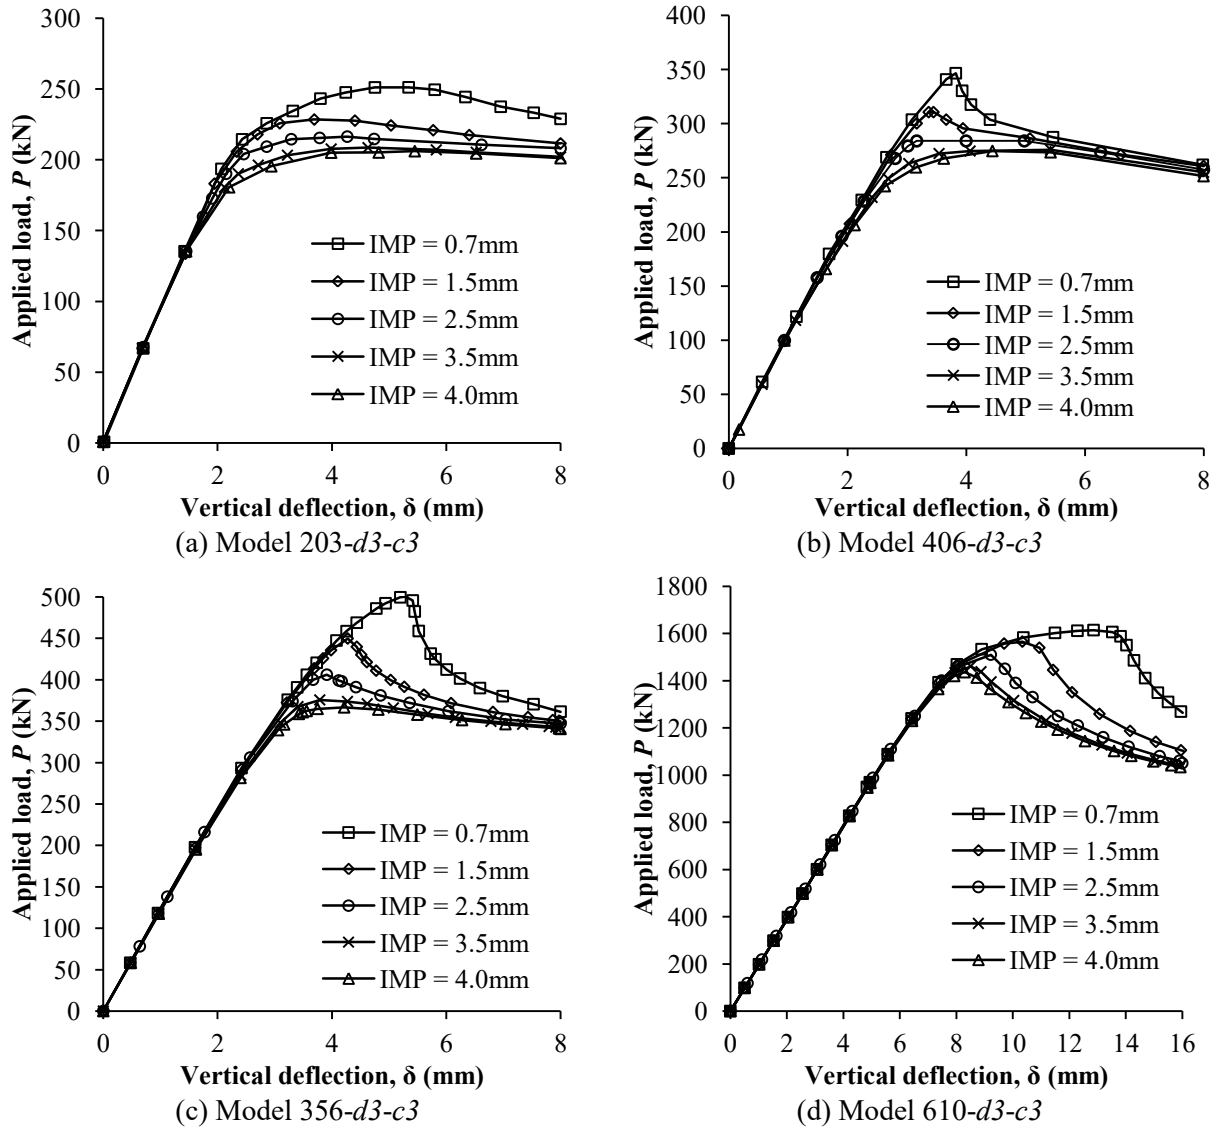 300
250
200
150
100
50
0
Applied load, P (kN)
IMP = 0.7mm
IMP = 1.5mm
IMP = 2.5mm
IMP = 3.5mm
IMP = 4.0mm
0 2 4 6 8
Vertical deflection, δ (mm)
(a) Model 203-d3-c3
400
350
300
250
200
150
100
50
0
Applied load, P (kN)
IMP = 0.7mm
IMP = 1.5mm
IMP = 2.5mm
IMP = 3.5mm
IMP = 4.0mm
0 2 4 6 8
Vertical deflection, δ (mm)
(b) Model 406-d3-c3
500
450
400
350
300
250
200
150
100
50
0
Applied load, P (kN)
IMP = 0.7mm
IMP = 1.5mm
IMP = 2.5mm
IMP = 3.5mm
IMP = 4.0mm
0 2 4 6 8
Vertical deflection, δ (mm)
(c) Model 356-d3-c3
1800
1600
1400
1200
1000
800
600
400
200
0
Applied load, P (kN)
IMP = 0.7mm
IMP = 1.5mm
IMP = 2.5mm
IMP = 3.5mm
IMP = 4.0mm
0 2 4 6 8 10 12 14 16
Vertical deflection, δ (mm)
(d) Model 610-d3-c3